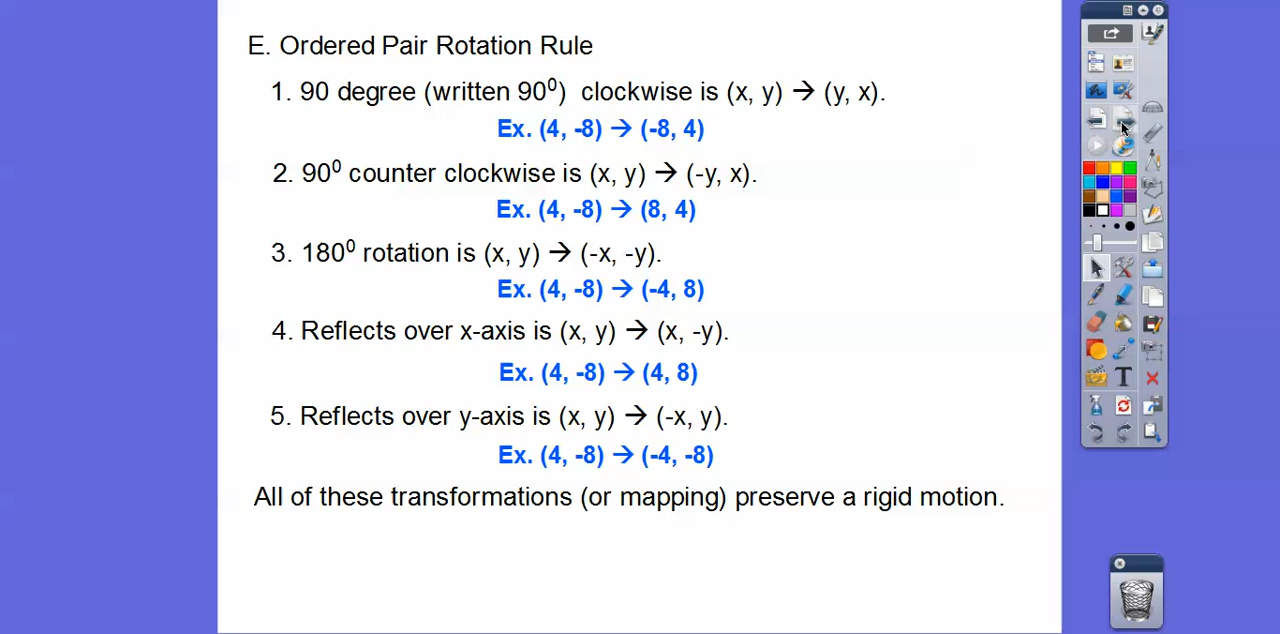 E. Ordered Pair Rotation Rule
1. 90 degree (written 90⁰) clockwise is (x, y) → (y, x).
Ex. (4, -8) → (-8, 4)
2. 90⁰ counter clockwise is (x, y) → (-y, x).
Ex. (4, -8) → (8, 4)
3. 180⁰ rotation is (x, y) → (-x, -y).
Ex. (4, -8) → (-4, 8)
4. Reflects over x-axis is (x, y) → (x, -y).
Ex. (4, -8) → (4, 8)
5. Reflects over y-axis is (x, y) → (-x, y).
Ex. (4, -8) → (-4, -8)
All of these transformations (or mapping) preserve a rigid motion.